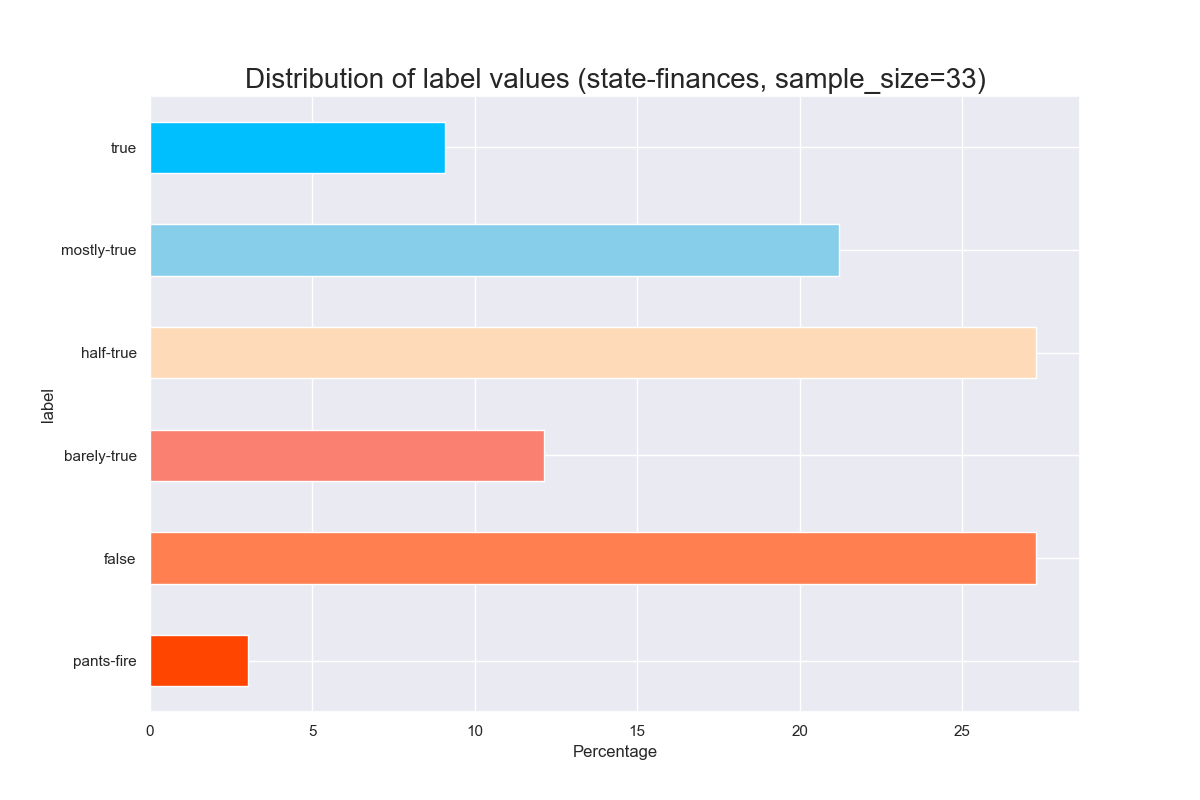 Distribution of label values (state-finances, sample_size=33)
true
mostly-true
half-true
barely-true
false
pants-fire
label
0 5 10 15 20 25
Percentage